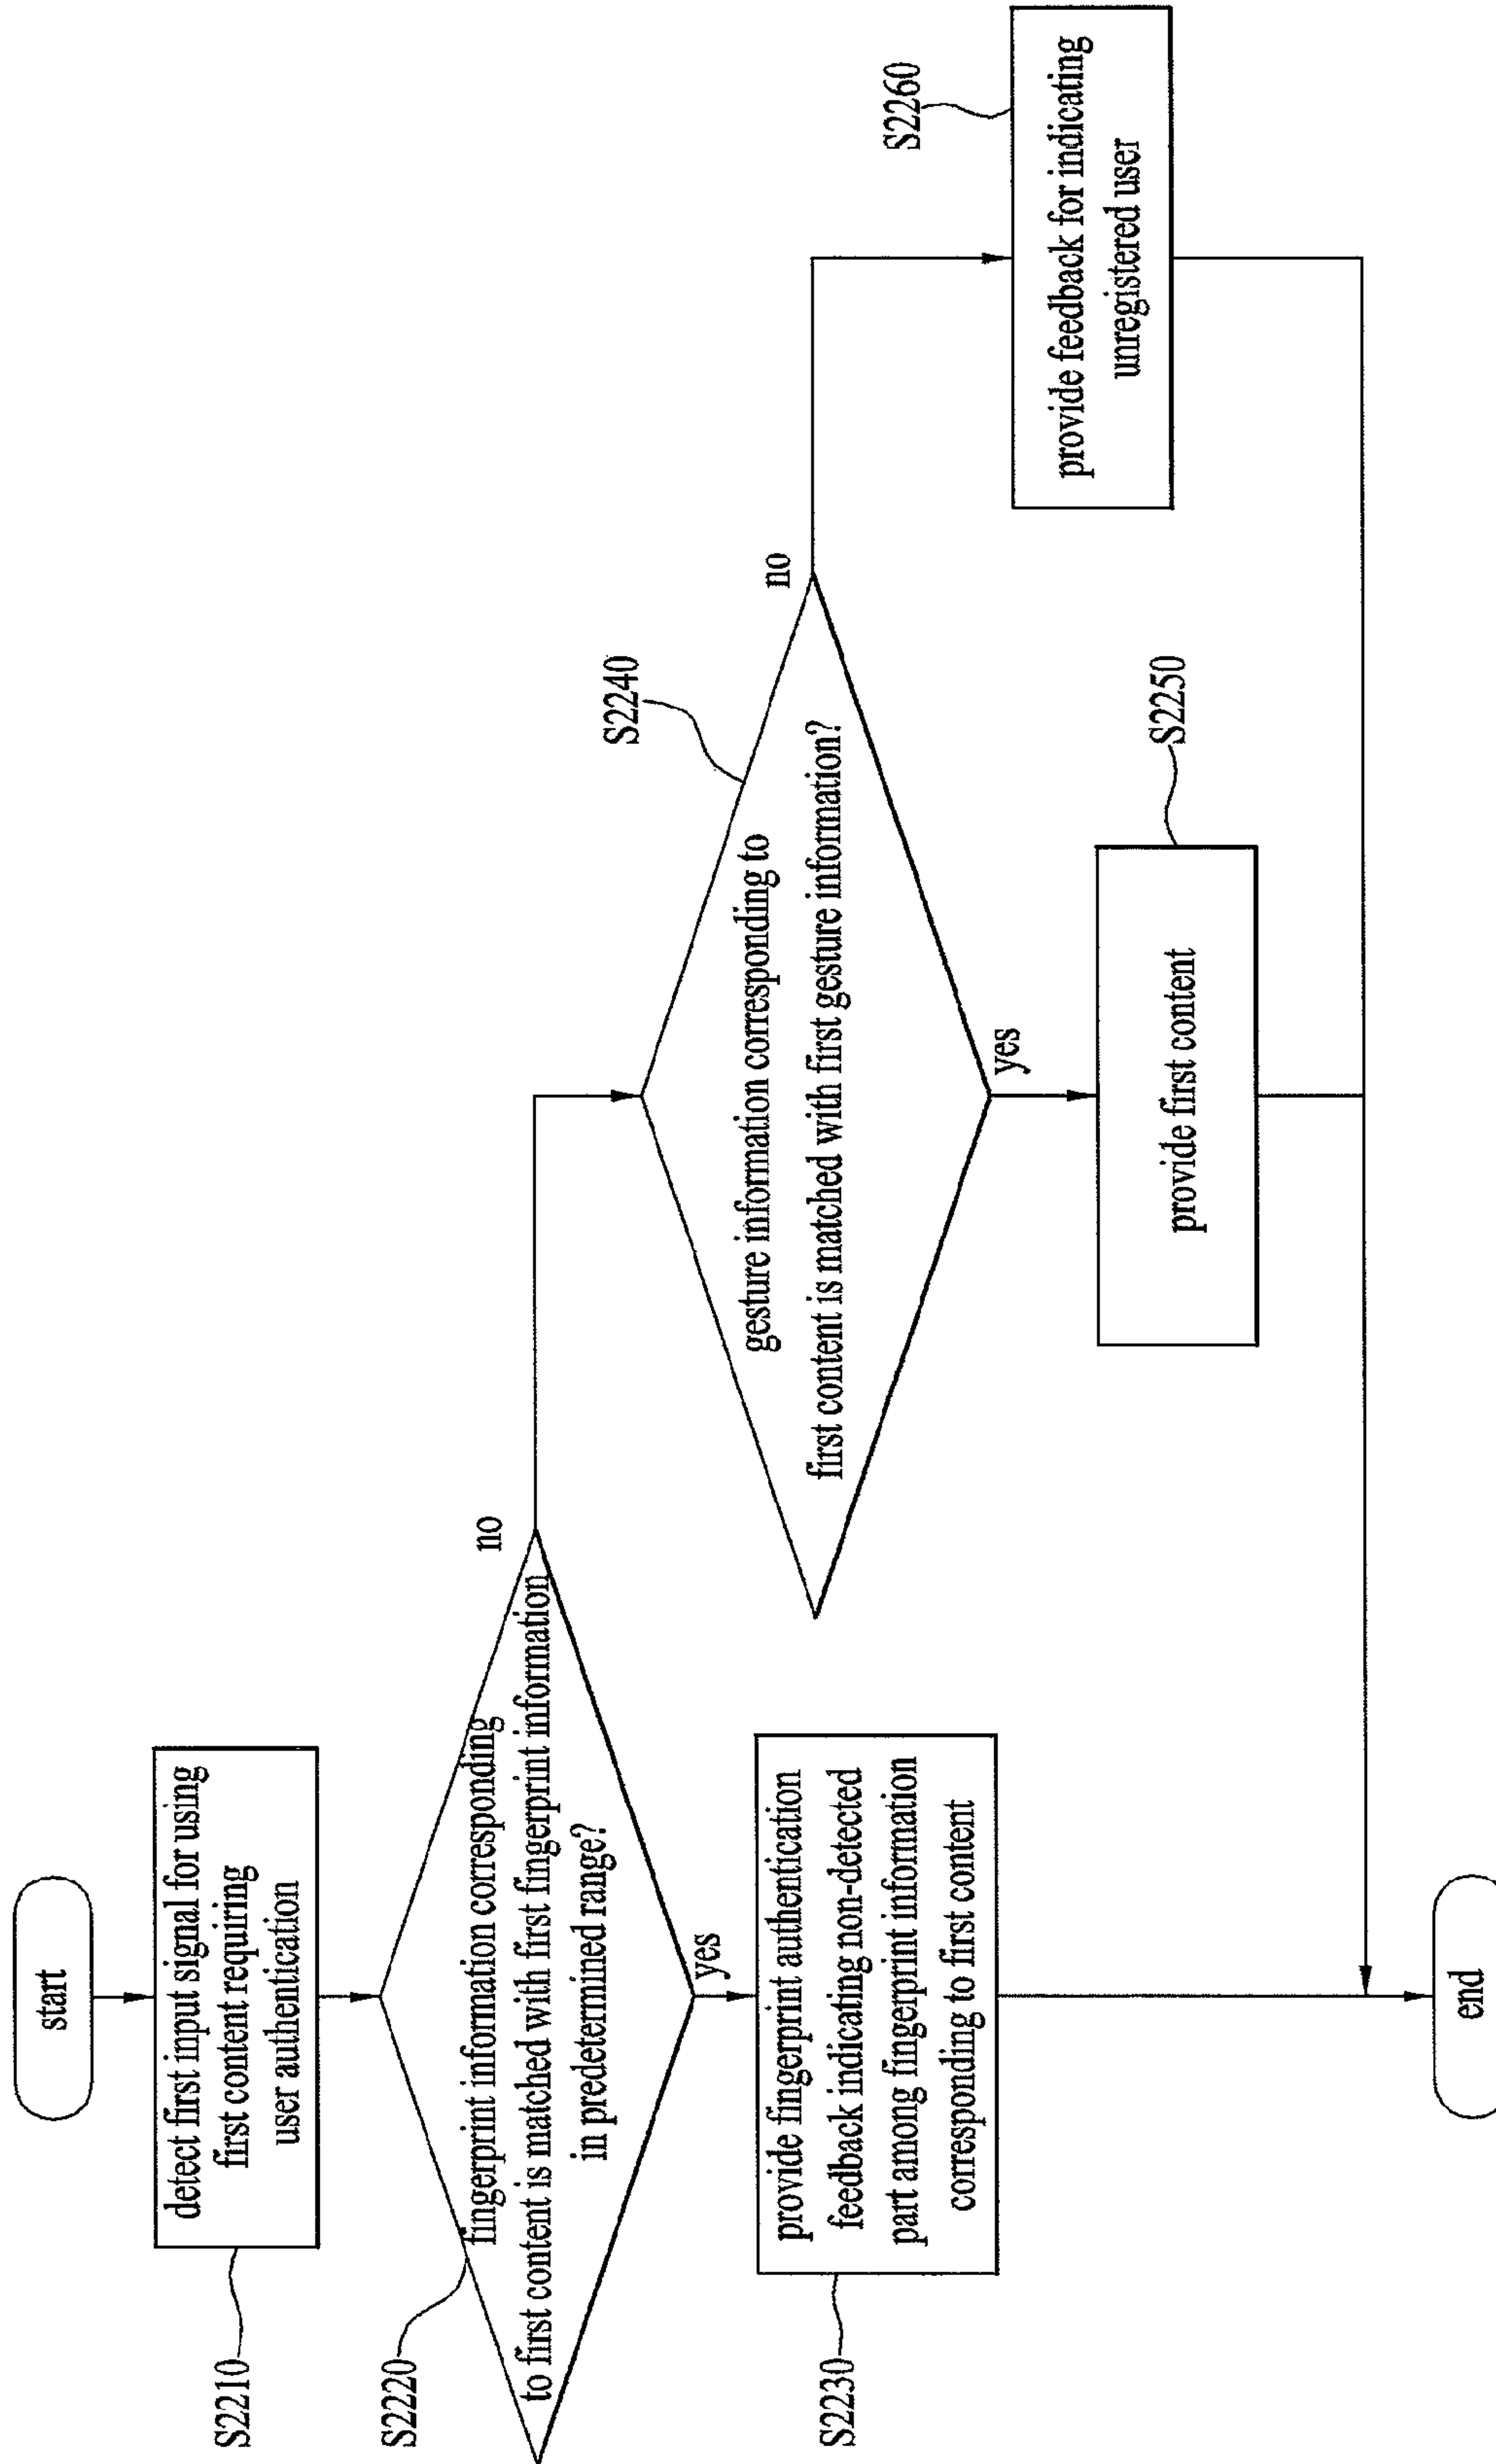 start
detect first input signal for using
first content requiring
user authentication
S2210
fingerprint information corresponding
to first content is matched with first fingerprint information
in predetermined range?
S2220
no
yes
provide fingerprint authentication
feedback indicating non-detected
part among fingerprint information
corresponding to first content
S2230
gesture information corresponding to
first content is matched with first gesture information?
S2240
no
yes
provide first content
S2250
provide feedback for indicating
unregistered user
S2260
end